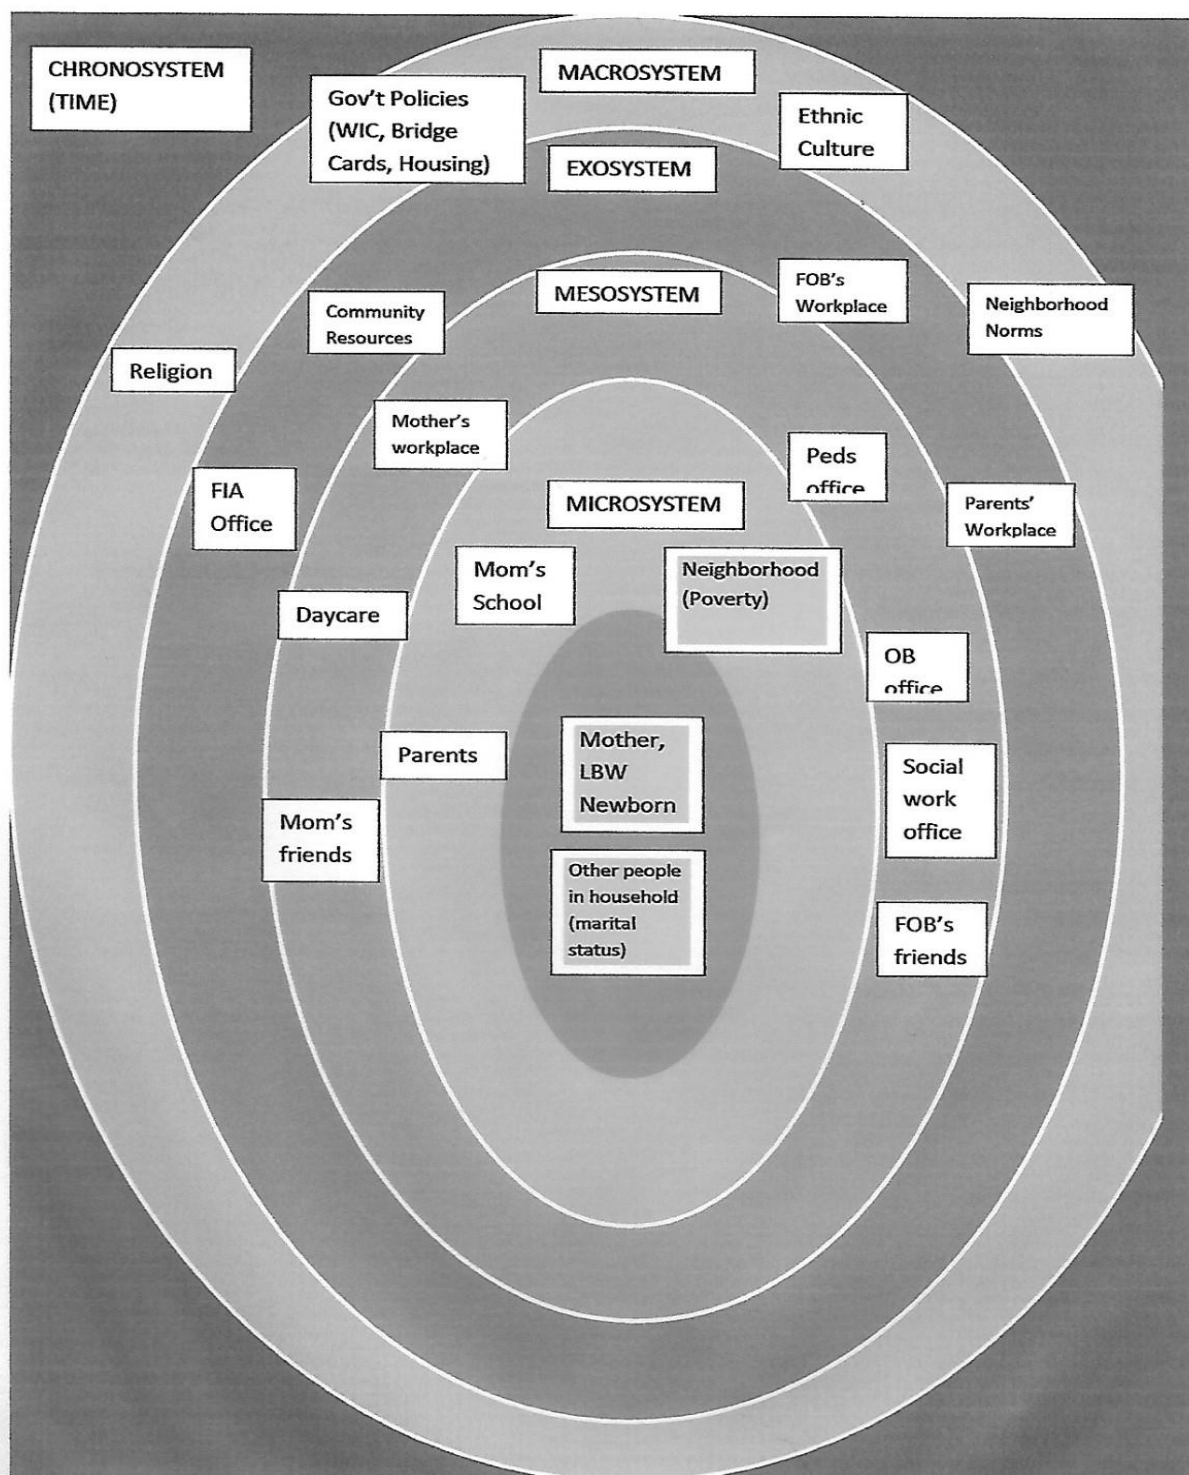 CHRONOSYSTEM
(TIME)
MACROSYSTEM
Gov't Policies
(WIC, Bridge
Cards, Housing)
Ethnic
Culture
EXOSYSTEM
MESOSYSTEM
FOB's
Workplace
Neighborhood
Norms
Community
Resources
Religion
Mother's
workplace
Peds
office
FIA
Office
MICROSYSTEM
Parents'
Workplace
Mom's
School
Neighborhood
(Poverty)
Daycare
OB
office
Parents
Mother,
LBW
Newborn
Social
work
office
Mom's
friends
Other people
in household
(marital
status)
FOB's
friends